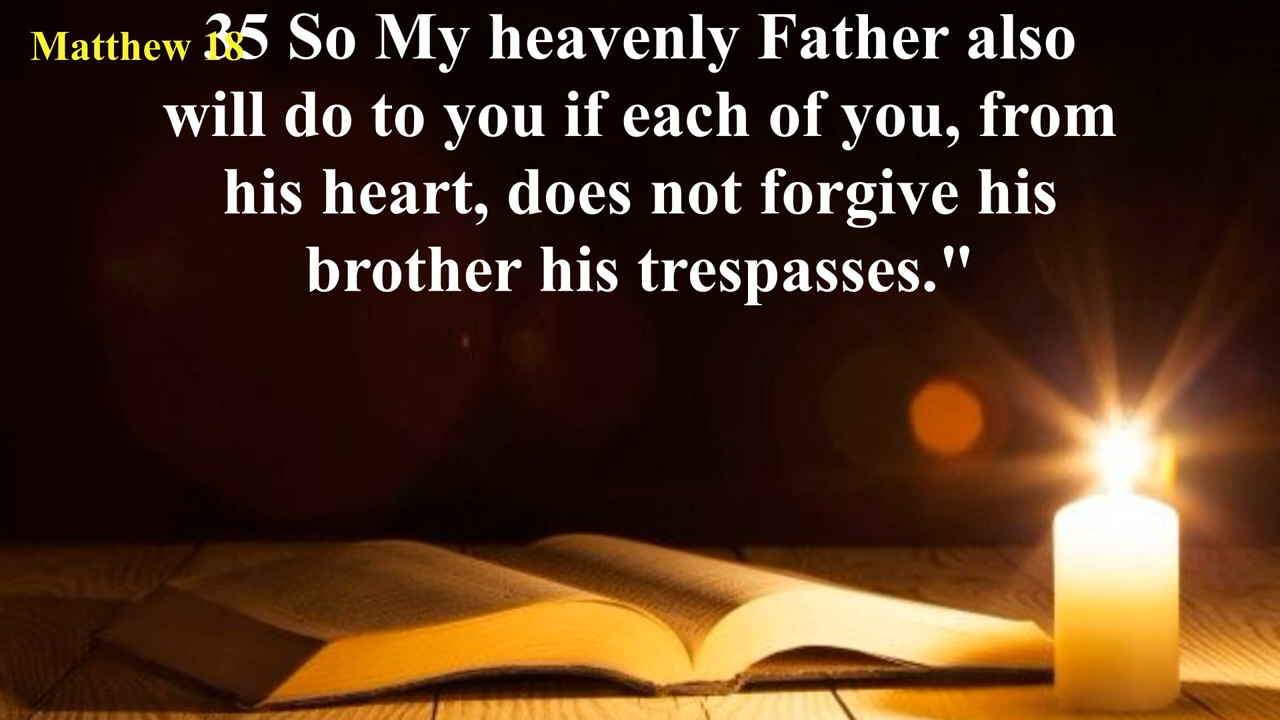 Matthew 18
35 So My heavenly Father also
will do to you if each of you, from
his heart, does not forgive his
brother his trespasses."